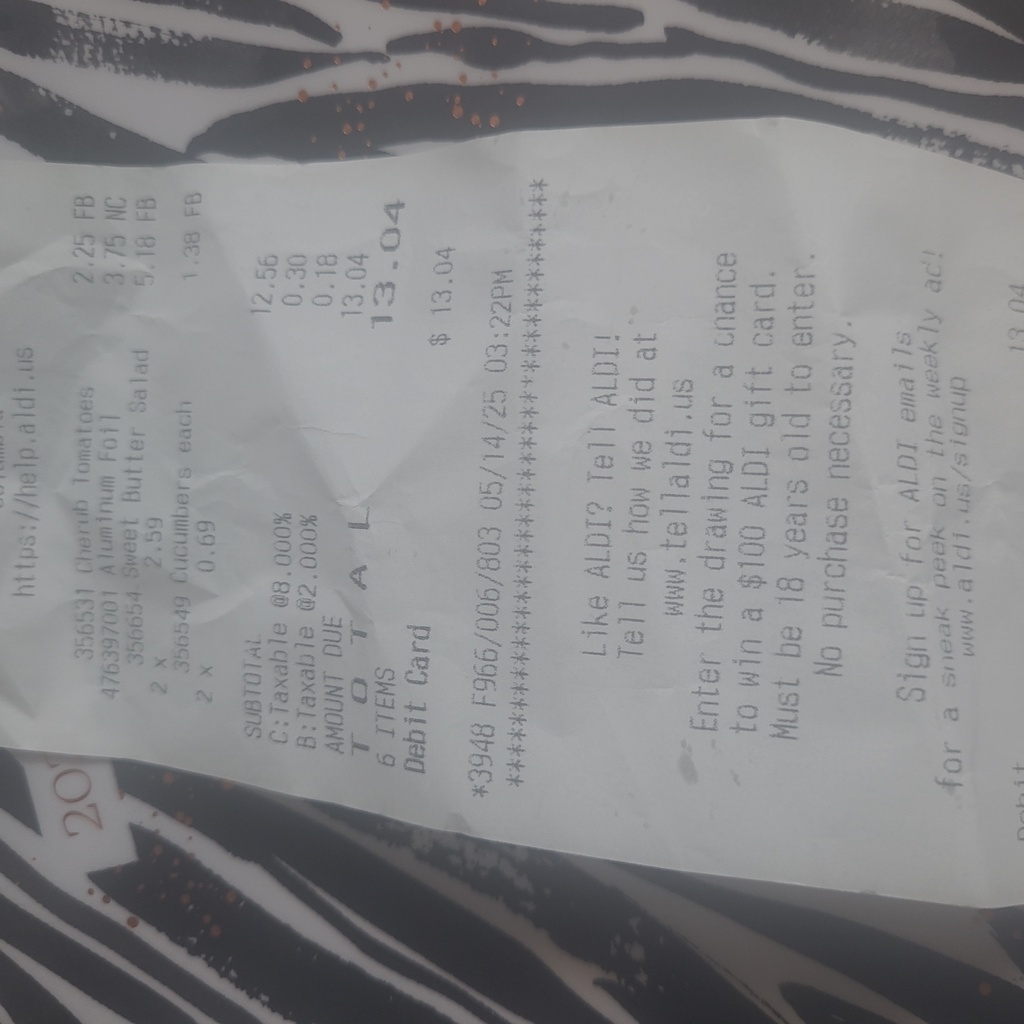 https://help.aldi.us
356531 Cherub Tomatoes 2.25 FB
476397001 Aluminum Foil 3.75 NC
356654 Sweet Butter Salad 5.18 FB
2 x 2.59
356549 Cucumbers each 1.38 FB
2 x 0.69
SUBTOTAL 12.56
C:Taxable @8.000% 0.30
B:Taxable @2.000% 0.18
AMOUNT DUE 13.04
T O T A L 13.04
6 ITEMS
Debit Card $ 13.04
*3948 F966/006/803 05/14/25 03:22PM
Like ALDI? Tell ALDI!
Tell us how we did at
www.tellaldi.us
Enter the drawing for a chance
to win a $100 ALDI gift card.
Must be 18 years old to enter.
No purchase necessary.
Sign up for ALDI emails
for a sneak peek on the weekly ad!
www.aldi.us/signup
Debit 13.04
20